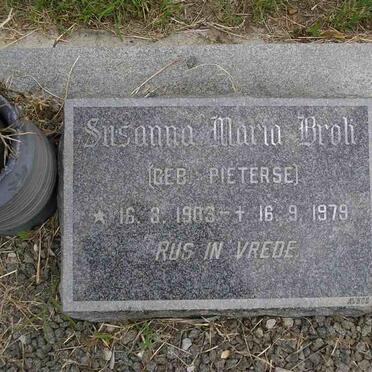 Susanna Maria Broli
(GEB. PIETERSE)
* 16. 8. 1903 - + 16. 9. 1979
RUS IN VREDE